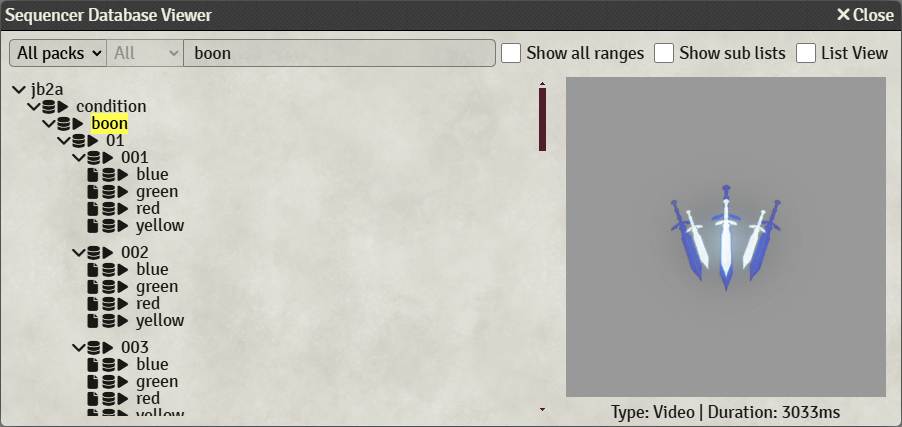 Sequencer Database Viewer
Close
All packs All boon Show all ranges Show sub lists List View
jb2a
condition
boon
01
001
blue
green
red
yellow
002
blue
green
red
yellow
003
blue
green
red
yellow
Type: Video | Duration: 3033ms